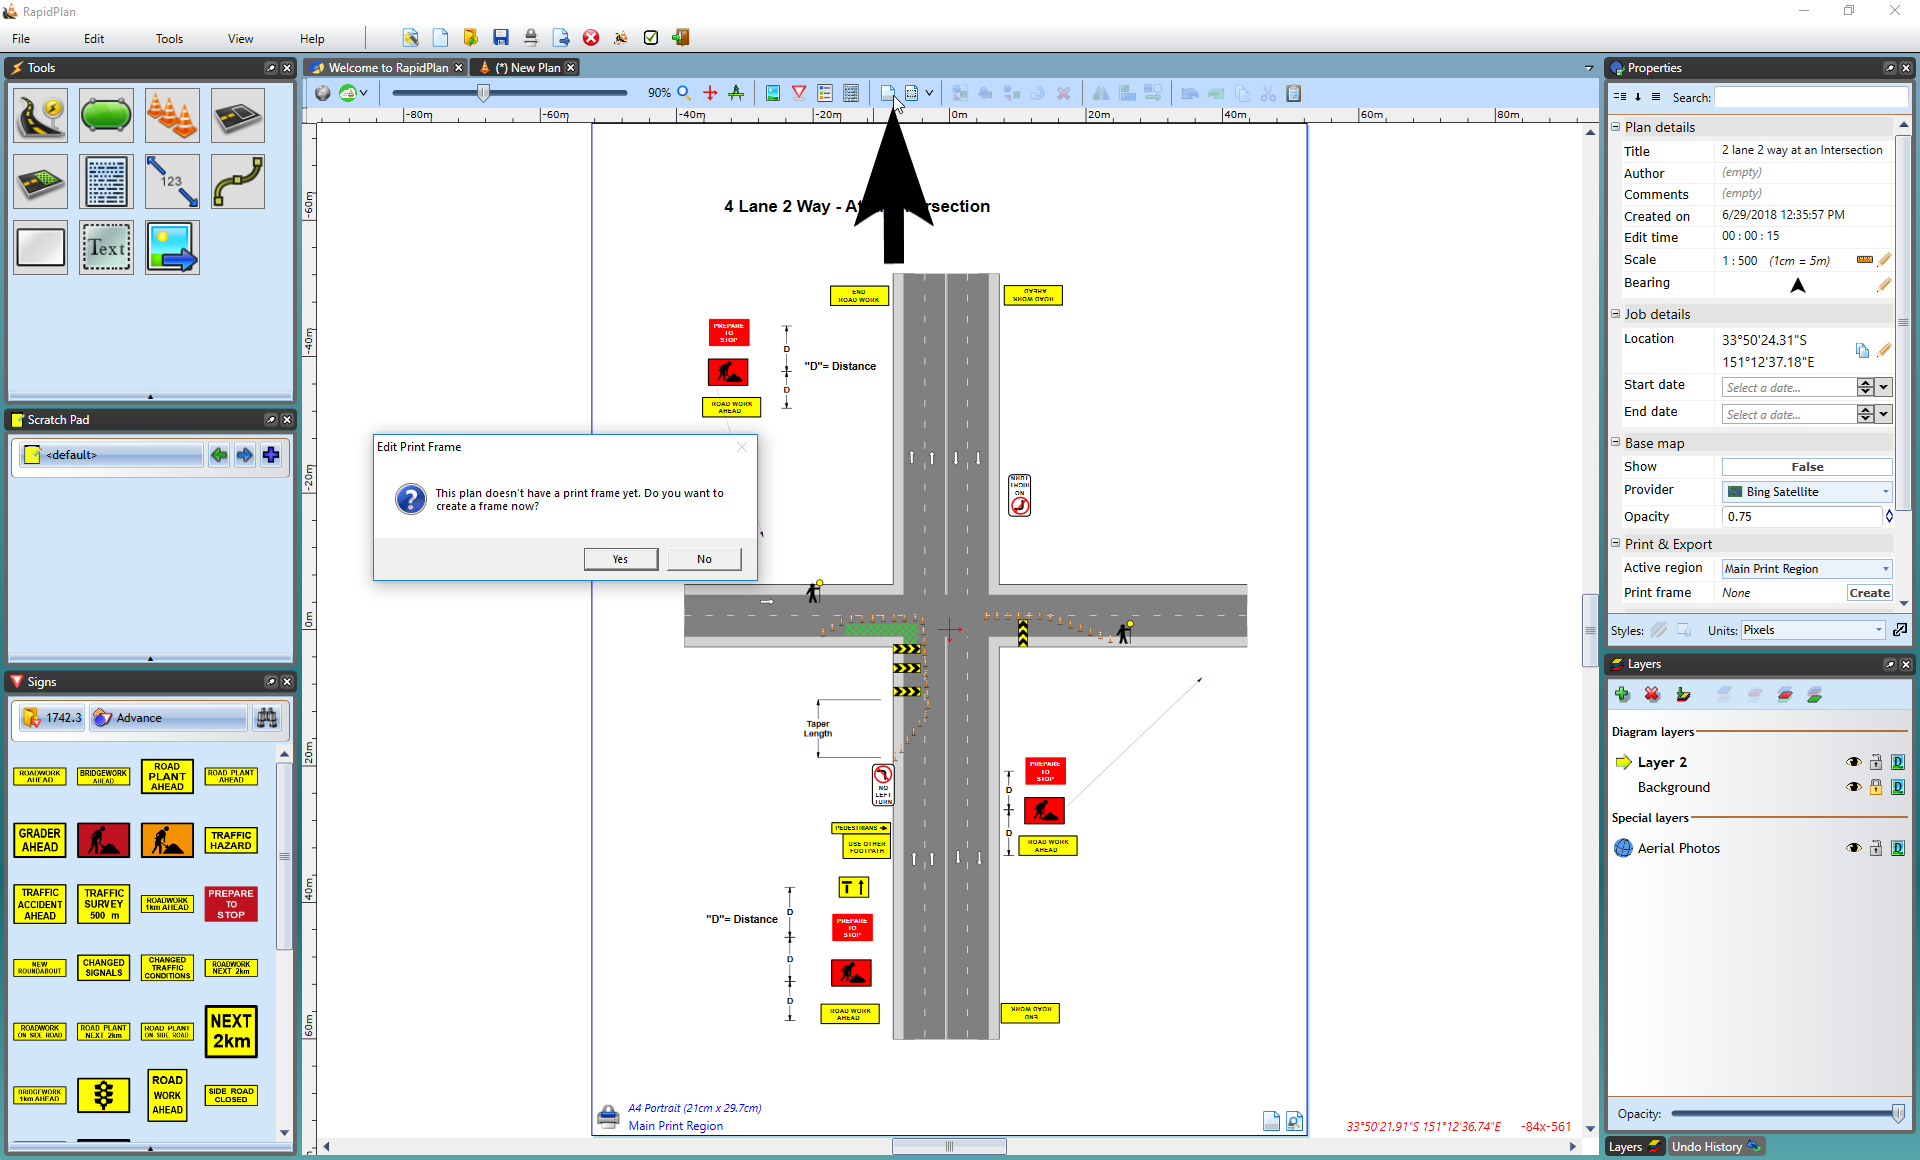 RapidPlan
File Edit Tools View Help
Tools
Welcome to RapidPlan (*) New Plan
Properties
90%
Search:
-80m -60m -40m -20m 0m 20m 40m 60m 80m
Plan details
Title 2 lane 2 way at an Intersection
Author (empty)
Comments (empty)
Created on 6/29/2018 12:35:57 PM
Edit time 00 : 00 : 15
Scale 1 : 500 (1cm = 5m)
Bearing
Job details
Location 33°50'24.31"S
151°12'37.18"E
Start date Select a date...
End date Select a date...
Base map
Show False
Provider Bing Satellite
Opacity 0.75
Print & Export
Active region Main Print Region
Print frame None Create
Styles: Units: Pixels
Layers
Diagram layers
Layer 2
Background
Special layers
Aerial Photos
Opacity:
Layers Undo History
123
Text
Scratch Pad
<default>
Signs
1742.3 Advance
ROADWORK AHEAD
BRIDGEWORK AHEAD
ROAD PLANT AHEAD
ROAD PLANT AHEAD
GRADER AHEAD
TRAFFIC HAZARD
TRAFFIC ACCIDENT AHEAD
TRAFFIC SURVEY 500 m
ROADWORK 1km AHEAD
PREPARE TO STOP
NEW ROUNDABOUT
CHANGED SIGNALS
CHANGED TRAFFIC CONDITIONS
ROADWORK NEXT 2km
ROADWORK ON SIDE ROAD
ROAD PLANT NEXT 2km
ROAD PLANT ON SIDE ROAD
NEXT 2km
BRIDGEWORK 1km AHEAD
ROAD WORK AHEAD
SIDE ROAD CLOSED
-60m
-40m
-20m
0m
20m
40m
60m
4 Lane 2 Way - At rsection
END
ROAD WORK
ROAD WORK
AHEAD
PREPARE
TO
STOP
D
"D"= Distance
D
ROAD WORK
AHEAD
Edit Print Frame
This plan doesn't have a print frame yet. Do you want to
create a frame now?
Yes No
NO
RIGHT
TURN
Taper
Length
NO
LEFT
TURN
PREPARE
TO
STOP
D
D
ROAD WORK
AHEAD
PEDESTRIANS
USE OTHER
FOOTPATH
T
D
"D"= Distance
PREPARE
TO
STOP
D
D
ROAD WORK
AHEAD
END
ROAD WORK
A4 Portrait (21cm x 29.7cm)
Main Print Region
33°50'21.91"S 151°12'36.74"E -84x-561